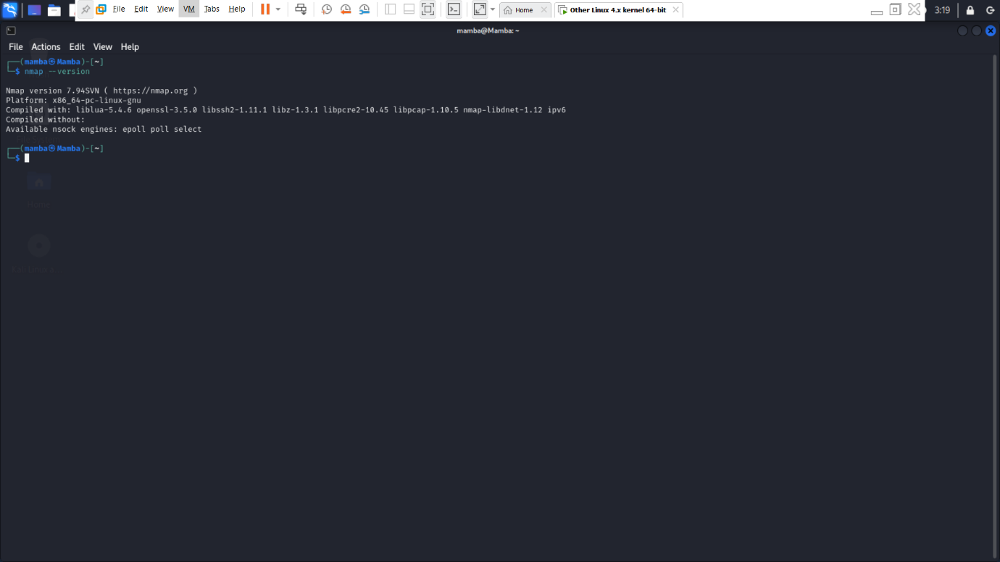 File Edit View VM Tabs Help Home Other Linux 4.x kernel 64-bit 3:19
mamba@Mamba: ~
File Actions Edit View Help
┌──(mamba㉿Mamba)-[~]
└─$ nmap --version
Nmap version 7.94SVN ( https://nmap.org )
Platform: x86_64-pc-linux-gnu
Compiled with: liblua-5.4.6 openssl-3.5.0 libssh2-1.11.1 libz-1.3.1 libpcre2-10.45 libpcap-1.10.5 nmap-libdnet-1.12 ipv6
Compiled without:
Available nsock engines: epoll poll select
┌──(mamba㉿Mamba)-[~]
└─$
Home